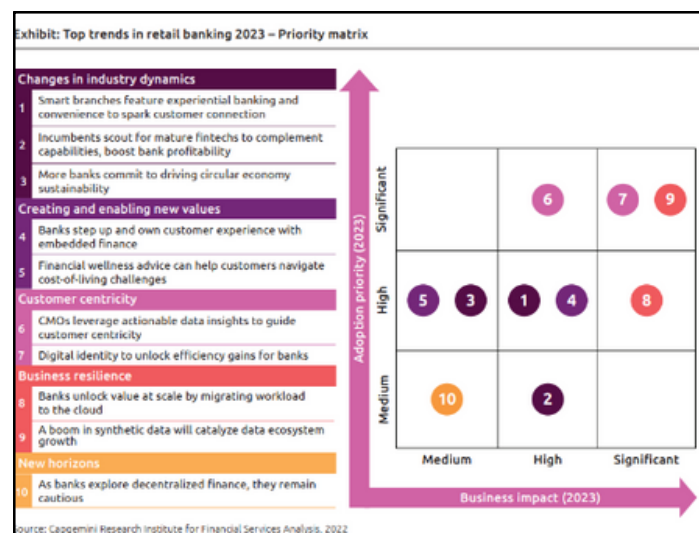 Exhibit: Top trends in retail banking 2023 – Priority matrix
Changes in industry dynamics
1 Smart branches feature experiential banking and
convenience to spark customer connection
2 Incumbents scout for mature fintechs to complement
capabilities, boost bank profitability
3 More banks commit to driving circular economy
sustainability
Creating and enabling new values
4 Banks step up and own customer experience with
embedded finance
5 Financial wellness advice can help customers navigate
cost-of-living challenges
Customer centricity
6 CMOs leverage actionable data insights to guide
customer centricity
7 Digital identity to unlock efficiency gains for banks
Business resilience
8 Banks unlock value at scale by migrating workload
to the cloud
9 A boom in synthetic data will catalyze data ecosystem
growth
New horizons
10 As banks explore decentralized finance, they remain
cautious
Adoption priority (2023)
Significant
6 7 9
High
5 3 1 4 8
Medium
10 2
Medium High Significant
Business impact (2023)
Source: Capgemini Research Institute for Financial Services Analysis, 2022